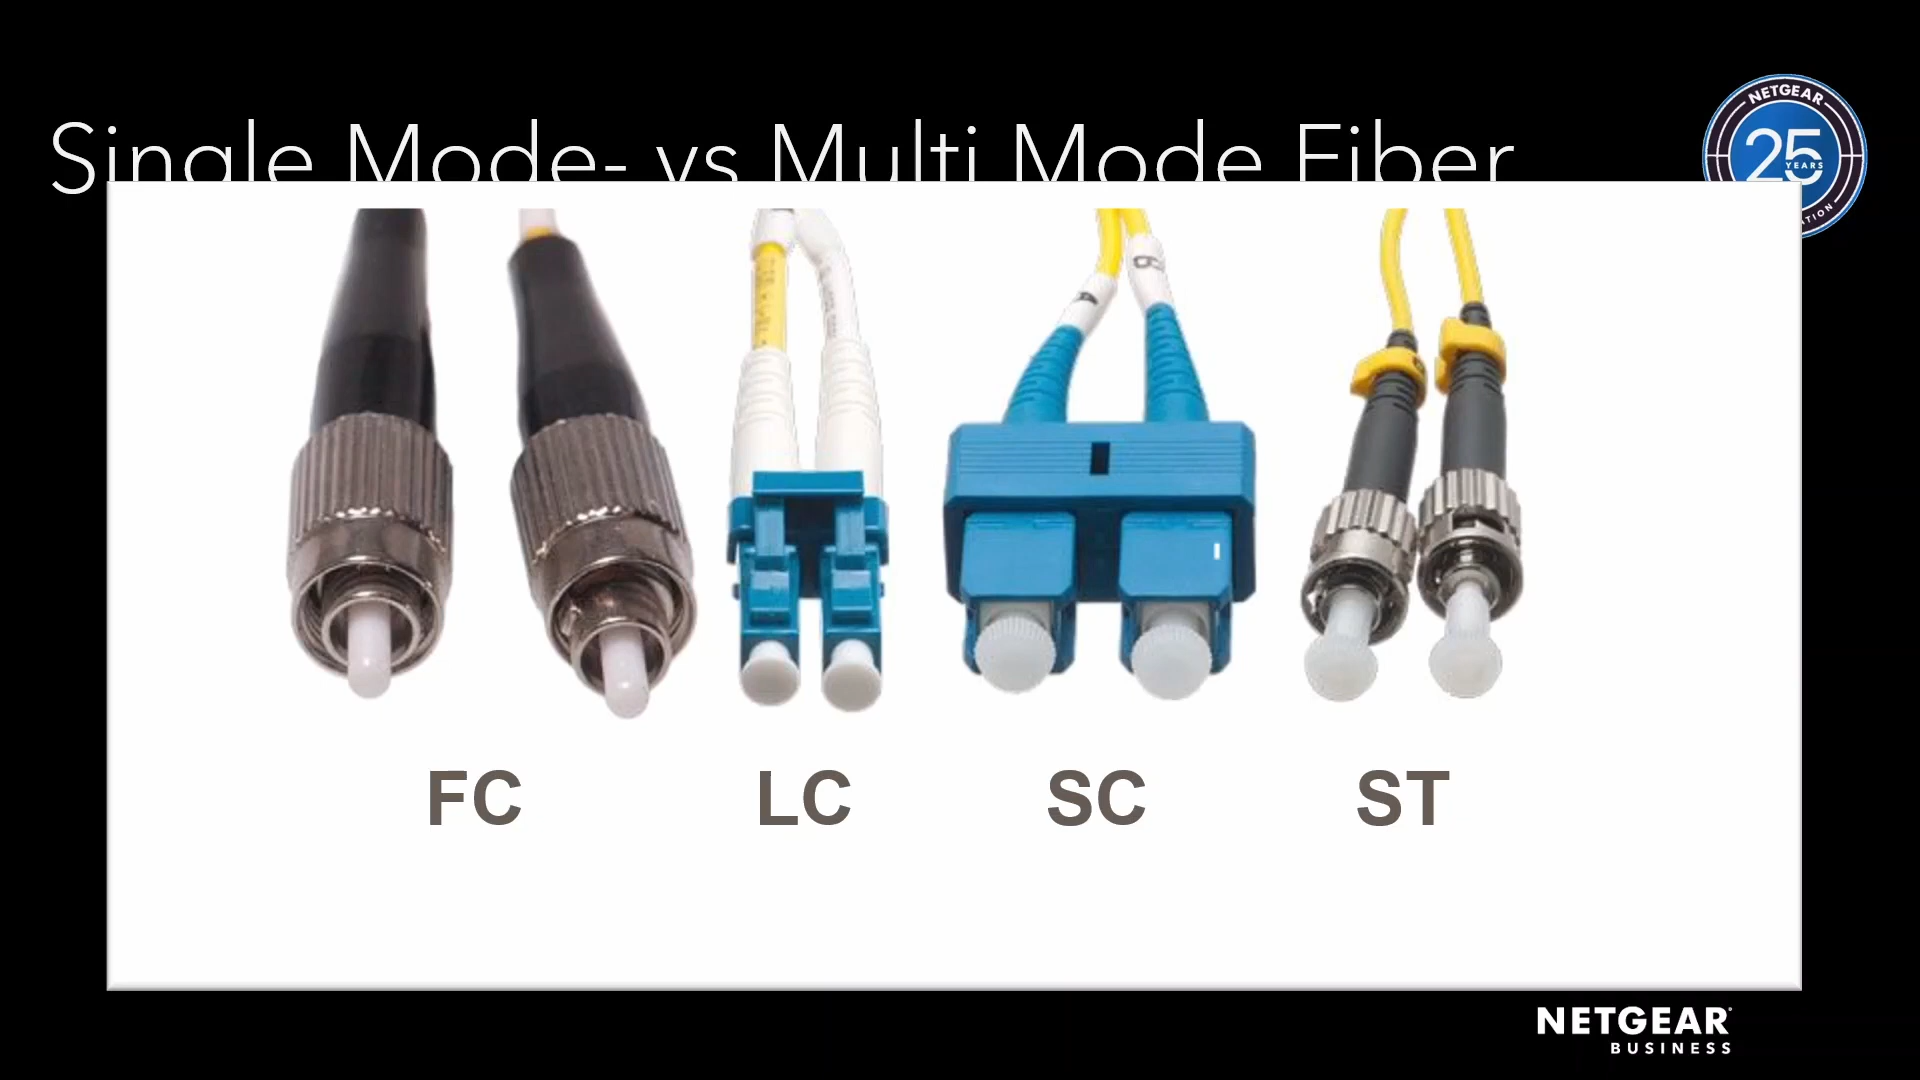 Single Mode- vs Multi Mode Fiber
NETGEAR
25
YEARS
FC
LC
SC
ST
NETGEAR
BUSINESS